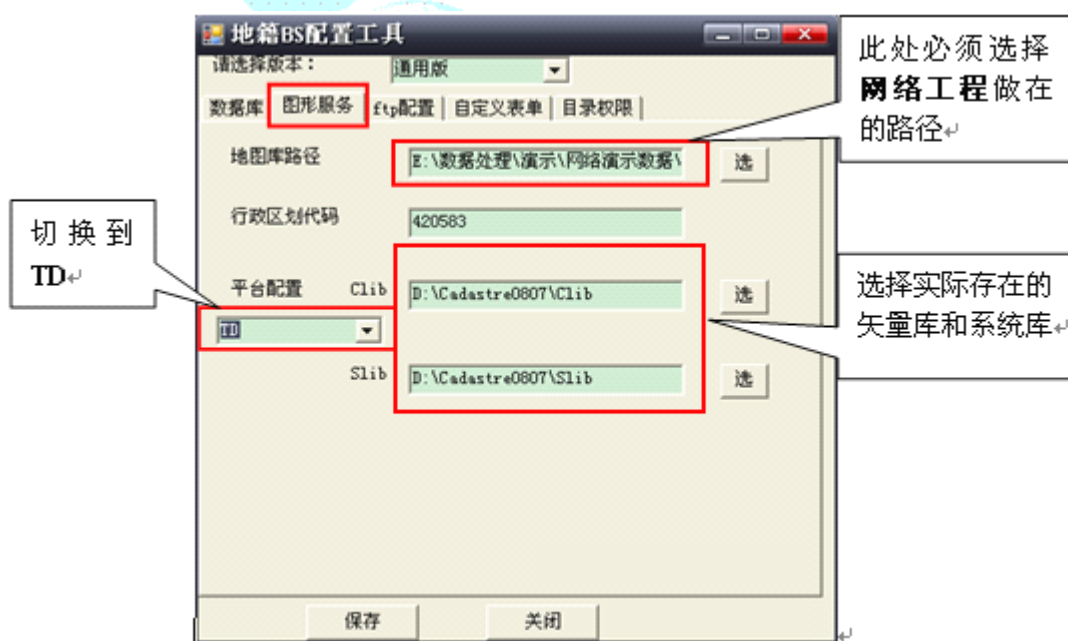 地籍BS配置工具
请选择版本：
通用版
数据库
图形服务
ftp配置
自定义表单
目录权限
地图库路径
E:\数据处理\演示\网络演示数据\
选
行政区划代码
420583
平台配置
Clib
D:\Cadastre0807\Clib
选
TD
Slib
D:\Cadastre0807\Slib
选
保存
关闭
切换到
TD
此处必须选择
网络工程做在
的路径
选择实际存在的
矢量库和系统库